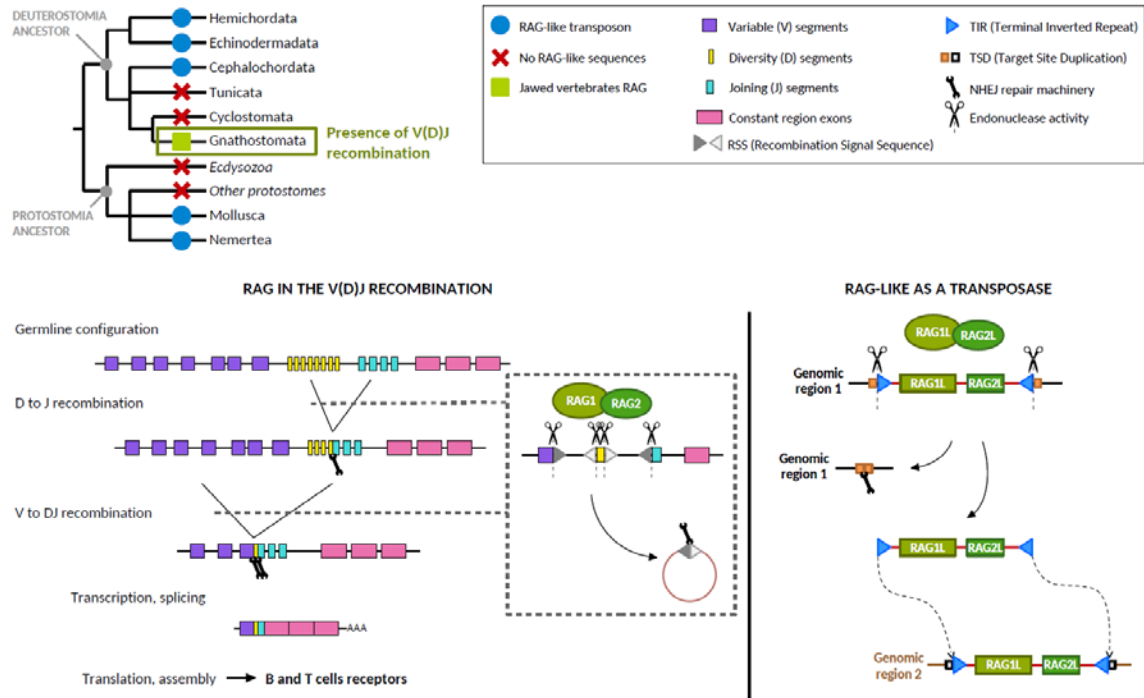 DEUTEROSTOMIA
ANCESTOR
Hemichordata
Echinodermadata
Cephalochordata
Tunicata
Cyclostomata
Gnathostomata
Presence of V(D)J
recombination
Ecdysozoa
Other protostomes
Mollusca
Nemertea
PROTOSTOMIA
ANCESTOR
RAG-like transposon
No RAG-like sequences
Jawed vertebrates RAG
Variable (V) segments
Diversity (D) segments
Joining (J) segments
Constant region exons
RSS (Recombination Signal Sequence)
TIR (Terminal Inverted Repeat)
TSD (Target Site Duplication)
NHEJ repair machinery
Endonuclease activity
RAG IN THE V(D)J RECOMBINATION
Germline configuration
D to J recombination
V to DJ recombination
Transcription, splicing
AAA
Translation, assembly
B and T cells receptors
RAG1
RAG2
RAG-LIKE AS A TRANSPOSASE
RAG1L
RAG2L
Genomic
region 1
RAG1L
RAG2L
Genomic
region 1
RAG1L
RAG2L
Genomic
region 2
RAG1L
RAG2L